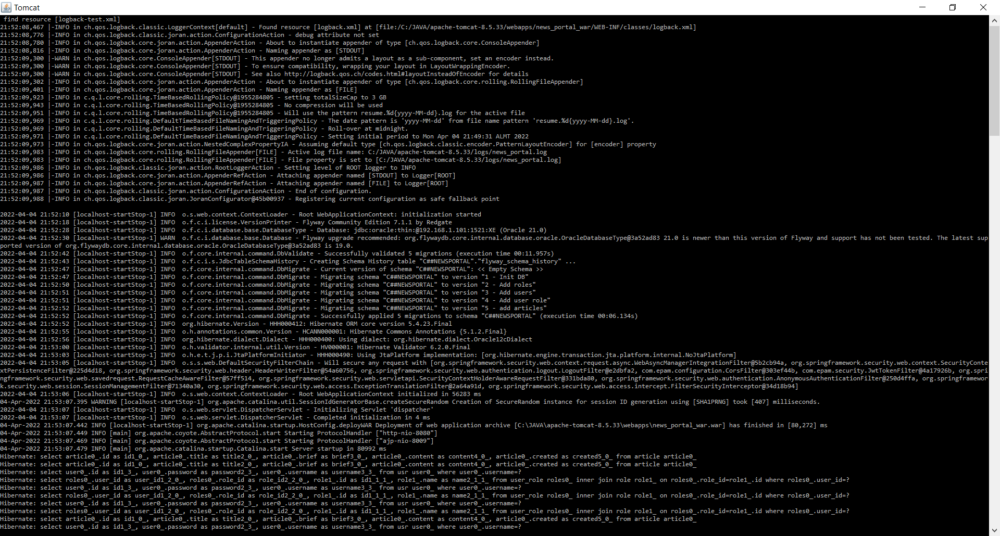 Tomcat
find resource [logback-test.xml]
21:52:08,467 |-INFO in ch.qos.logback.classic.LoggerContext[default] - Found resource [logback.xml] at [file:/C:/JAVA/apache-tomcat-8.5.33/webapps/news_portal_war/WEB-INF/classes/logback.xml]
21:52:08,776 |-INFO in ch.qos.logback.classic.joran.action.ConfigurationAction - debug attribute not set
21:52:08,780 |-INFO in ch.qos.logback.core.joran.action.AppenderAction - About to instantiate appender of type [ch.qos.logback.core.ConsoleAppender]
21:52:08,816 |-INFO in ch.qos.logback.core.joran.action.AppenderAction - Naming appender as [STDOUT]
21:52:09,300 |-WARN in ch.qos.logback.core.ConsoleAppender[STDOUT] - This appender no longer admits a layout as a sub-component, set an encoder instead.
21:52:09,300 |-WARN in ch.qos.logback.core.ConsoleAppender[STDOUT] - To ensure compatibility, wrapping your layout in LayoutWrappingEncoder.
21:52:09,300 |-WARN in ch.qos.logback.core.ConsoleAppender[STDOUT] - See also http://logback.qos.ch/codes.html#layoutInsteadOfEncoder for details
21:52:09,302 |-INFO in ch.qos.logback.core.joran.action.AppenderAction - About to instantiate appender of type [ch.qos.logback.core.rolling.RollingFileAppender]
21:52:09,401 |-INFO in ch.qos.logback.core.joran.action.AppenderAction - Naming appender as [FILE]
21:52:09,923 |-INFO in c.q.l.core.rolling.TimeBasedRollingPolicy@1955284805 - setting totalSizeCap to 3 GB
21:52:09,943 |-INFO in c.q.l.core.rolling.TimeBasedRollingPolicy@1955284805 - No compression will be used
21:52:09,951 |-INFO in c.q.l.core.rolling.TimeBasedRollingPolicy@1955284805 - Will use the pattern resume.%d{yyyy-MM-dd}.log for the active file
21:52:09,969 |-INFO in c.q.l.core.rolling.DefaultTimeBasedFileNamingAndTriggeringPolicy - The date pattern is 'yyyy-MM-dd' from file name pattern 'resume.%d{yyyy-MM-dd}.log'.
21:52:09,969 |-INFO in c.q.l.core.rolling.DefaultTimeBasedFileNamingAndTriggeringPolicy - Roll-over at midnight.
21:52:09,971 |-INFO in c.q.l.core.rolling.DefaultTimeBasedFileNamingAndTriggeringPolicy - Setting initial period to Mon Apr 04 21:49:31 ALMT 2022
21:52:09,973 |-INFO in ch.qos.logback.core.joran.action.NestedComplexPropertyIA - Assuming default type [ch.qos.logback.classic.encoder.PatternLayoutEncoder] for [encoder] property
21:52:09,983 |-INFO in ch.qos.logback.core.rolling.RollingFileAppender[FILE] - Active log file name: C:/JAVA/apache-tomcat-8.5.33/logs/news_portal.log
21:52:09,983 |-INFO in ch.qos.logback.core.rolling.RollingFileAppender[FILE] - File property is set to [C:/JAVA/apache-tomcat-8.5.33/logs/news_portal.log]
21:52:09,986 |-INFO in ch.qos.logback.classic.joran.action.RootLoggerAction - Setting level of ROOT logger to INFO
21:52:09,986 |-INFO in ch.qos.logback.core.joran.action.AppenderRefAction - Attaching appender named [STDOUT] to Logger[ROOT]
21:52:09,987 |-INFO in ch.qos.logback.core.joran.action.AppenderRefAction - Attaching appender named [FILE] to Logger[ROOT]
21:52:09,987 |-INFO in ch.qos.logback.classic.joran.action.ConfigurationAction - End of configuration.
21:52:09,988 |-INFO in ch.qos.logback.classic.joran.JoranConfigurator@45b00937 - Registering current configuration as safe fallback point
2022-04-04 21:52:10 [localhost-startStop-1] INFO  o.s.web.context.ContextLoader - Root WebApplicationContext: initialization started
2022-04-04 21:52:18 [localhost-startStop-1] INFO  o.f.c.i.license.VersionPrinter - Flyway Community Edition 7.1.1 by Redgate
2022-04-04 21:52:28 [localhost-startStop-1] INFO  o.f.c.i.database.base.DatabaseType - Database: jdbc:oracle:thin:@192.168.1.101:1521:XE (Oracle 21.0)
2022-04-04 21:52:30 [localhost-startStop-1] WARN  o.f.c.i.database.base.Database - Flyway upgrade recommended: org.flywaydb.core.internal.database.oracle.OracleDatabaseType@3a52ad83 21.0 is newer than this version of Flyway and support has not been tested. The latest sup
ported version of org.flywaydb.core.internal.database.oracle.OracleDatabaseType@3a52ad83 is 19.0.
2022-04-04 21:52:42 [localhost-startStop-1] INFO  o.f.core.internal.command.DbValidate - Successfully validated 5 migrations (execution time 00:11.957s)
2022-04-04 21:52:43 [localhost-startStop-1] INFO  o.f.c.i.s.JdbcTableSchemaHistory - Creating Schema History table "C##NEWSPORTAL"."flyway_schema_history" ...
2022-04-04 21:52:47 [localhost-startStop-1] INFO  o.f.core.internal.command.DbMigrate - Current version of schema "C##NEWSPORTAL": << Empty Schema >>
2022-04-04 21:52:47 [localhost-startStop-1] INFO  o.f.core.internal.command.DbMigrate - Migrating schema "C##NEWSPORTAL" to version "1 - Init DB"
2022-04-04 21:52:50 [localhost-startStop-1] INFO  o.f.core.internal.command.DbMigrate - Migrating schema "C##NEWSPORTAL" to version "2 - Add roles"
2022-04-04 21:52:51 [localhost-startStop-1] INFO  o.f.core.internal.command.DbMigrate - Migrating schema "C##NEWSPORTAL" to version "3 - Add users"
2022-04-04 21:52:51 [localhost-startStop-1] INFO  o.f.core.internal.command.DbMigrate - Migrating schema "C##NEWSPORTAL" to version "4 - Add user role"
2022-04-04 21:52:52 [localhost-startStop-1] INFO  o.f.core.internal.command.DbMigrate - Migrating schema "C##NEWSPORTAL" to version "5 - add articles"
2022-04-04 21:52:52 [localhost-startStop-1] INFO  o.f.core.internal.command.DbMigrate - Successfully applied 5 migrations to schema "C##NEWSPORTAL" (execution time 00:06.134s)
2022-04-04 21:52:52 [localhost-startStop-1] INFO  org.hibernate.Version - HHH000412: Hibernate ORM core version 5.4.23.Final
2022-04-04 21:52:55 [localhost-startStop-1] INFO  o.h.annotations.common.Version - HCANN000001: Hibernate Commons Annotations {5.1.2.Final}
2022-04-04 21:52:56 [localhost-startStop-1] INFO  org.hibernate.dialect.Dialect - HHH000400: Using dialect: org.hibernate.dialect.Oracle12cDialect
2022-04-04 21:53:00 [localhost-startStop-1] INFO  o.h.validator.internal.util.Version - HV000001: Hibernate Validator 6.2.0.Final
2022-04-04 21:53:03 [localhost-startStop-1] INFO  o.h.e.t.j.p.i.JtaPlatformInitiator - HHH000490: Using JtaPlatform implementation: [org.hibernate.engine.transaction.jta.platform.internal.NoJtaPlatform]
2022-04-04 21:53:05 [localhost-startStop-1] INFO  o.s.s.web.DefaultSecurityFilterChain - Will secure any request with [org.springframework.security.web.context.request.async.WebAsyncManagerIntegrationFilter@5b2cb94a, org.springframework.security.web.context.SecurityConte
xtPersistenceFilter@225d4d18, org.springframework.security.web.header.HeaderWriterFilter@54a60756, org.springframework.security.web.authentication.logout.LogoutFilter@e2dbfa2, com.epam.configuration.CorsFilter@303ef44b, com.epam.security.JwtTokenFilter@4a17926b, org.spri
ngframework.security.web.savedrequest.RequestCacheAwareFilter@57ff514, org.springframework.security.web.servletapi.SecurityContextHolderAwareRequestFilter@331bda80, org.springframework.security.web.authentication.AnonymousAuthenticationFilter@250d4ffa, org.springframewor
k.security.web.session.SessionManagementFilter@71340a30, org.springframework.security.web.access.ExceptionTranslationFilter@2a64a91d, org.springframework.security.web.access.intercept.FilterSecurityInterceptor@34d18b94]
2022-04-04 21:53:06 [localhost-startStop-1] INFO  o.s.web.context.ContextLoader - Root WebApplicationContext initialized in 56283 ms
04-Apr-2022 21:53:07.395 WARNING [localhost-startStop-1] org.apache.catalina.util.SessionIdGeneratorBase.createSecureRandom Creation of SecureRandom instance for session ID generation using [SHA1PRNG] took [407] milliseconds.
2022-04-04 21:53:07 [localhost-startStop-1] INFO  o.s.web.servlet.DispatcherServlet - Initializing Servlet 'dispatcher'
2022-04-04 21:53:07 [localhost-startStop-1] INFO  o.s.web.servlet.DispatcherServlet - Completed initialization in 4 ms
04-Apr-2022 21:53:07.442 INFO [localhost-startStop-1] org.apache.catalina.startup.HostConfig.deployWAR Deployment of web application archive [C:\JAVA\apache-tomcat-8.5.33\webapps\news_portal_war.war] has finished in [80,272] ms
04-Apr-2022 21:53:07.449 INFO [main] org.apache.coyote.AbstractProtocol.start Starting ProtocolHandler ["http-nio-8080"]
04-Apr-2022 21:53:07.469 INFO [main] org.apache.coyote.AbstractProtocol.start Starting ProtocolHandler ["ajp-nio-8009"]
04-Apr-2022 21:53:07.479 INFO [main] org.apache.catalina.startup.Catalina.start Server startup in 80992 ms
Hibernate: select article0_.id as id1_0_, article0_.title as title2_0_, article0_.brief as brief3_0_, article0_.content as content4_0_, article0_.created as created5_0_ from article article0_
Hibernate: select article0_.id as id1_0_, article0_.title as title2_0_, article0_.brief as brief3_0_, article0_.content as content4_0_, article0_.created as created5_0_ from article article0_
Hibernate: select user0_.id as id1_3_, user0_.password as password2_3_, user0_.username as username3_3_ from usr user0_ where user0_.username=?
Hibernate: select roles0_.user_id as user_id1_2_0_, roles0_.role_id as role_id2_2_0_, role1_.id as id1_1_1_, role1_.name as name2_1_1_ from user_role roles0_ inner join role role1_ on roles0_.role_id=role1_.id where roles0_.user_id=?
Hibernate: select user0_.id as id1_3_, user0_.password as password2_3_, user0_.username as username3_3_ from usr user0_ where user0_.username=?
Hibernate: select roles0_.user_id as user_id1_2_0_, roles0_.role_id as role_id2_2_0_, role1_.id as id1_1_1_, role1_.name as name2_1_1_ from user_role roles0_ inner join role role1_ on roles0_.role_id=role1_.id where roles0_.user_id=?
Hibernate: select user0_.id as id1_3_, user0_.password as password2_3_, user0_.username as username3_3_ from usr user0_ where user0_.username=?
Hibernate: select roles0_.user_id as user_id1_2_0_, roles0_.role_id as role_id2_2_0_, role1_.id as id1_1_1_, role1_.name as name2_1_1_ from user_role roles0_ inner join role role1_ on roles0_.role_id=role1_.id where roles0_.user_id=?
Hibernate: select article0_.id as id1_0_, article0_.title as title2_0_, article0_.brief as brief3_0_, article0_.content as content4_0_, article0_.created as created5_0_ from article article0_
Hibernate: select user0_.id as id1_3_, user0_.password as password2_3_, user0_.username as username3_3_ from usr user0_ where user0_.username=?